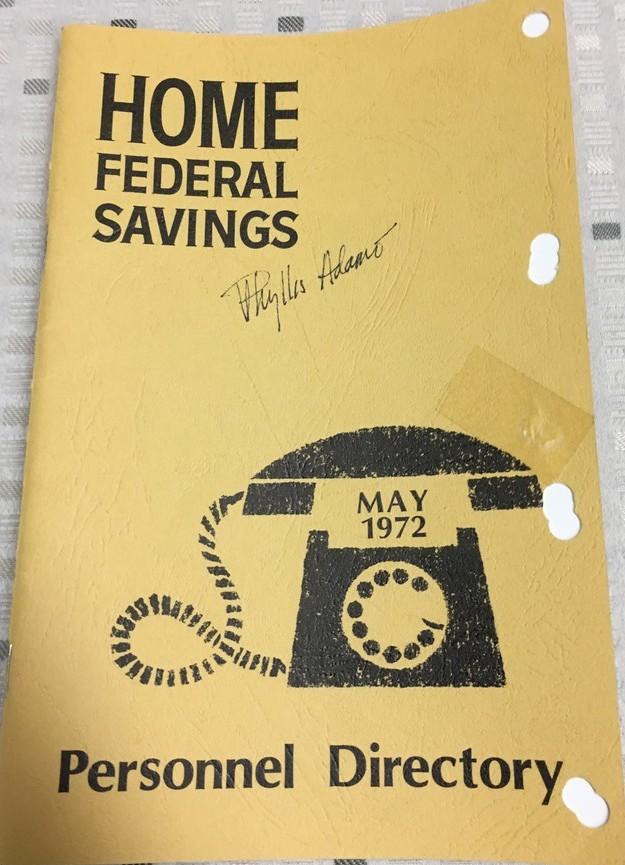 HOME
FEDERAL
SAVINGS
Phyllis Adams
MAY
1972
Personnel Directory